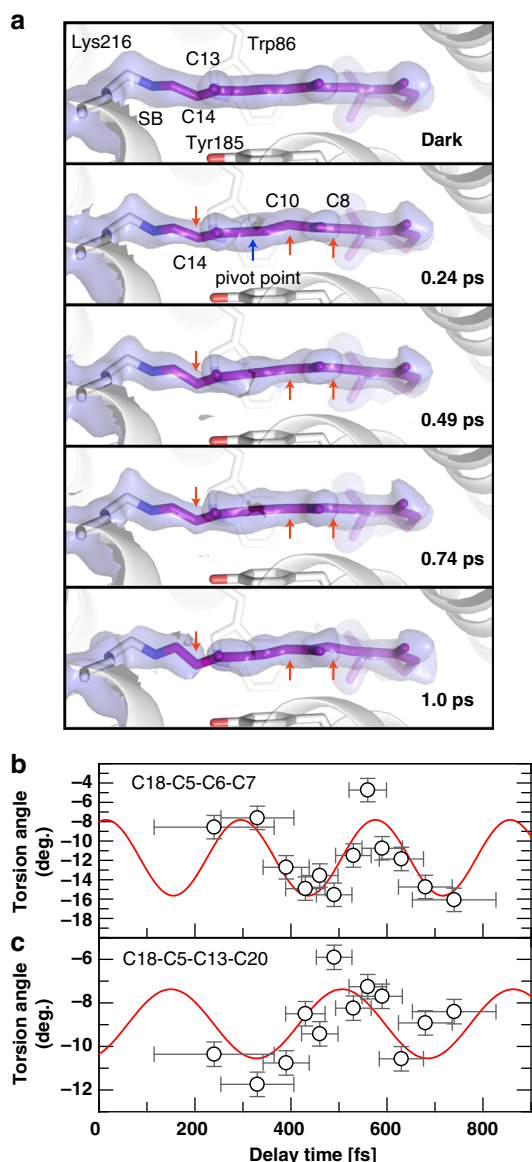 a
Lys216
Trp86
C13
SB
C14
Tyr185
Dark
C10
C8
C14
pivot point
0.24 ps
0.49 ps
0.74 ps
1.0 ps
b
C18-C5-C6-C7
Torsion angle
(deg.)
−4
−6
−8
−10
−12
−14
−16
c
C18-C5-C13-C20
Torsion angle
(deg.)
−6
−8
−10
−12
0
200
400
600
800
Delay time [fs]